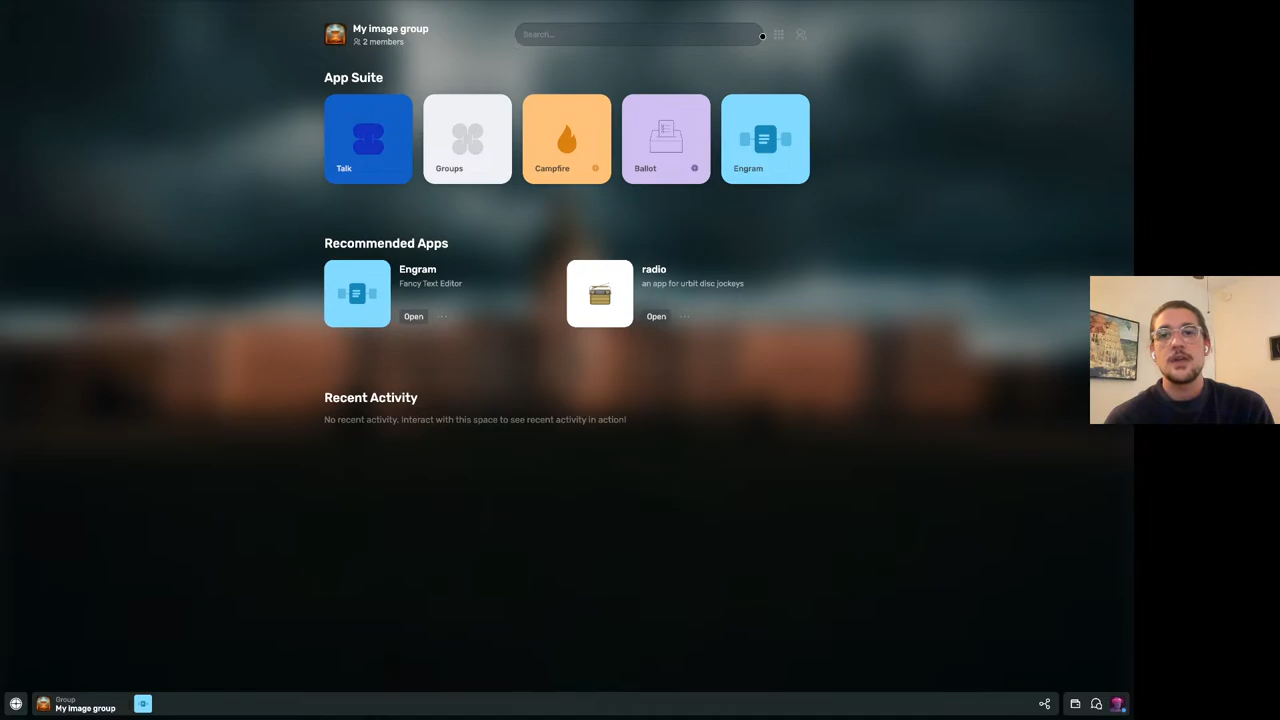 My image group
2 members
Search...
App Suite
Talk
Groups
Campfire
Ballot
Engram
Recommended Apps
Engram
Fancy Text Editor
Open
radio
an app for urbit disc jockeys
Open
Recent Activity
No recent activity. Interact with this space to see recent activity in action!
Group
My image group